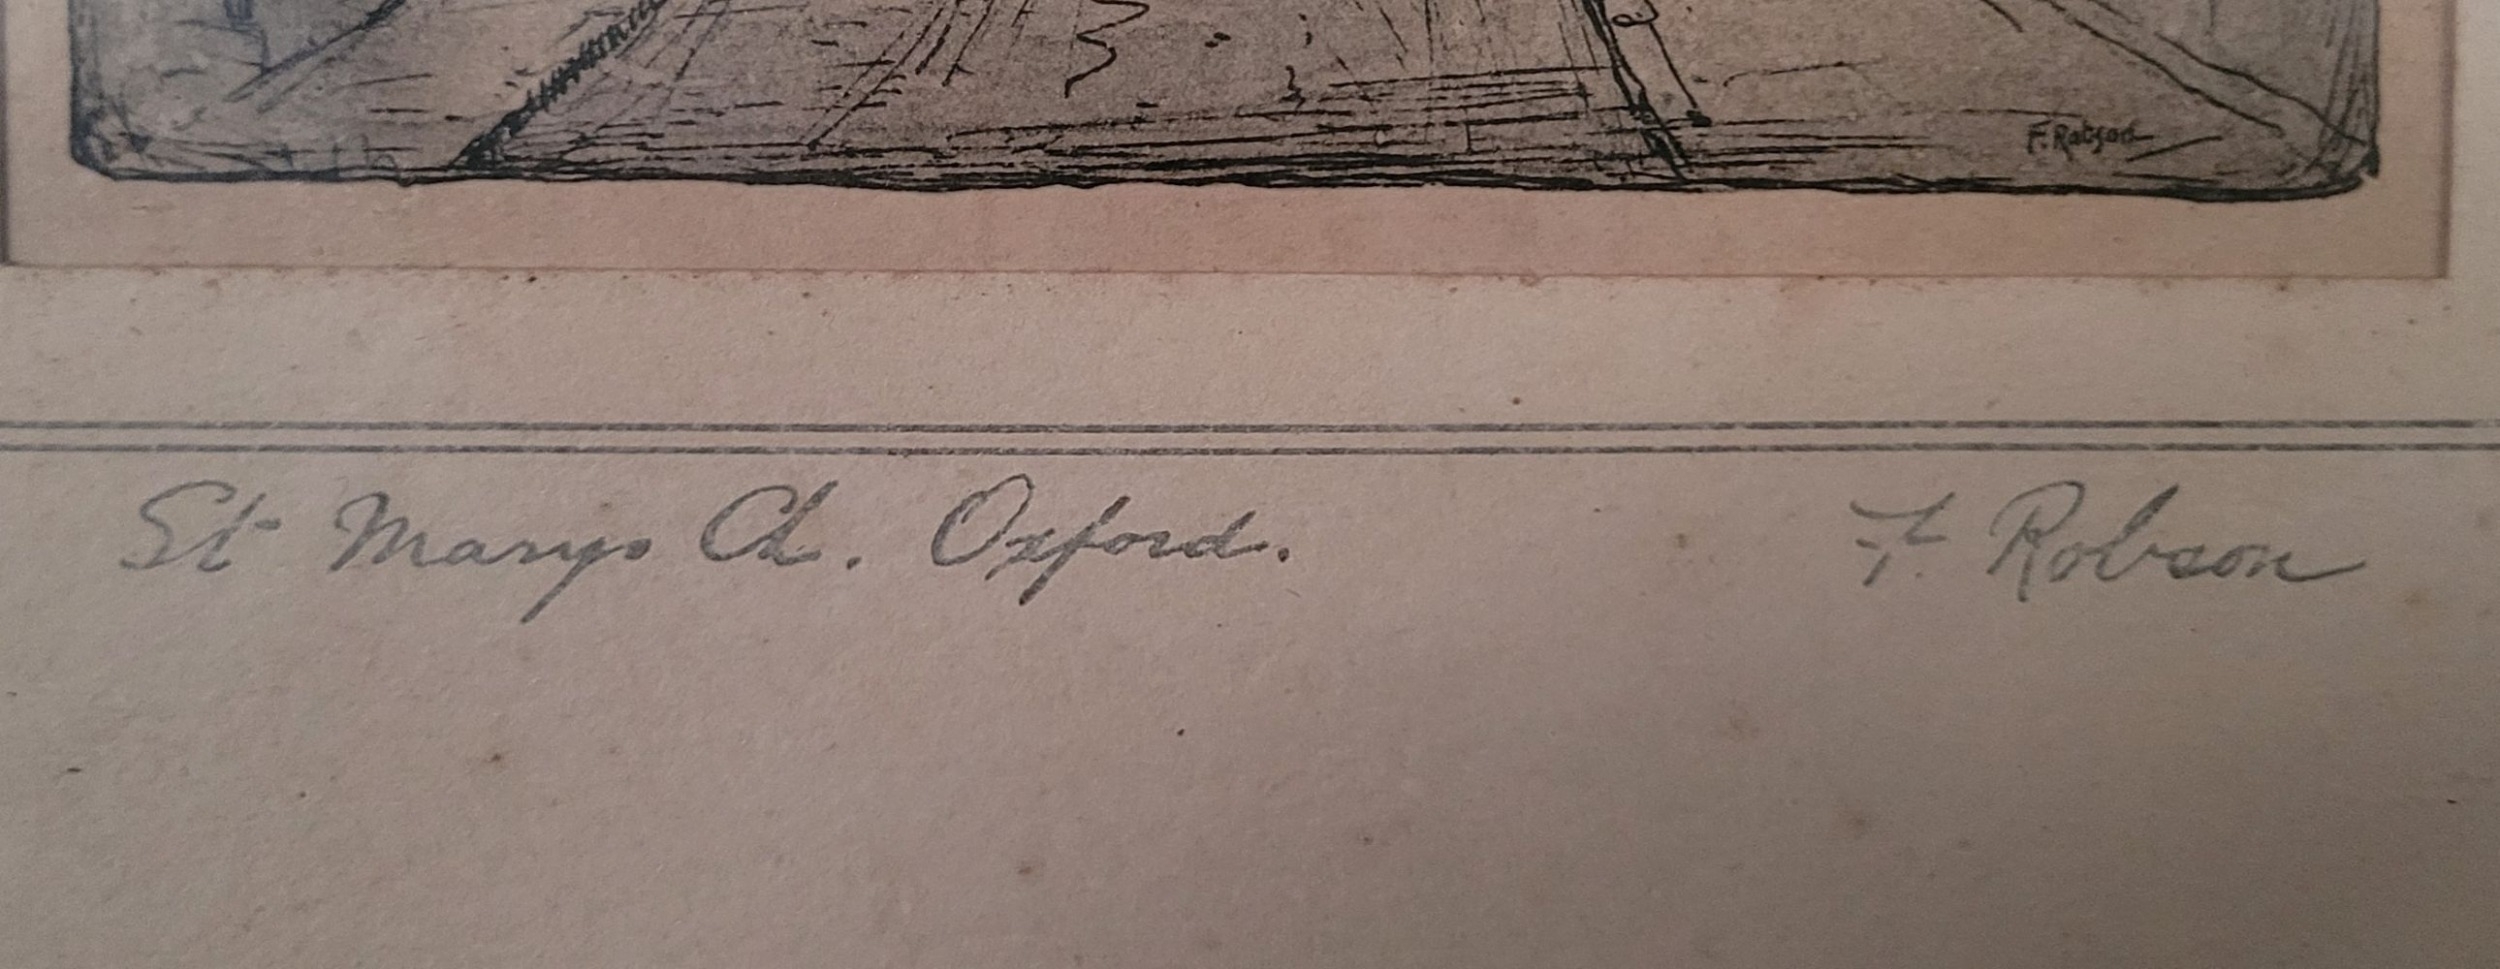 F. Robson
St Marys Ch. Oxford. F. Robson